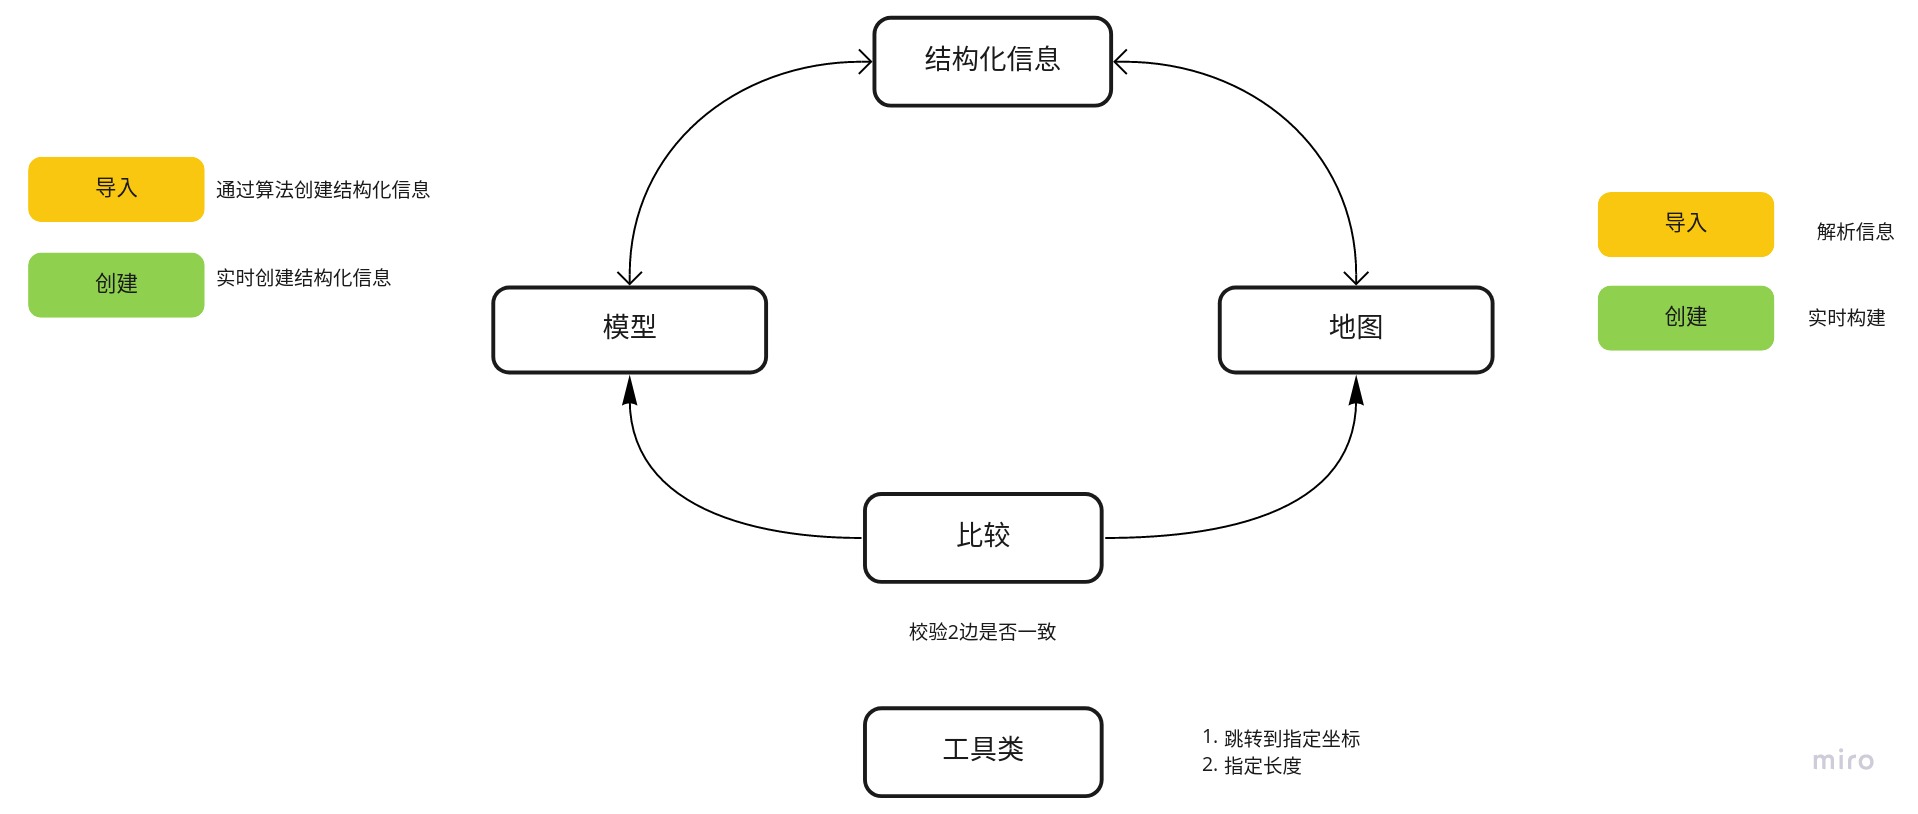 结构化信息
导入
通过算法创建结构化信息
创建
实时创建结构化信息
模型
地图
导入
解析信息
创建
实时构建
比较
校验2边是否一致
工具类
1. 跳转到指定坐标
2. 指定长度
miro